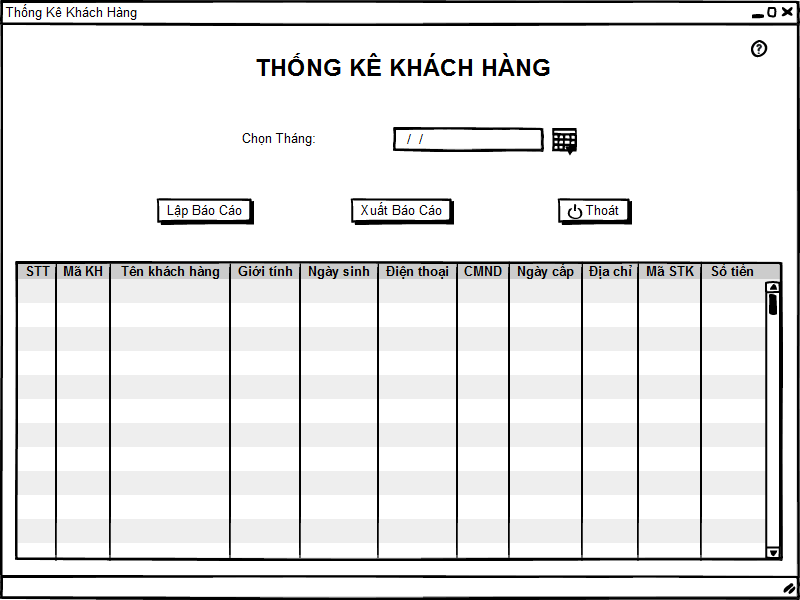 Thống Kê Khách Hàng
THỐNG KÊ KHÁCH HÀNG
?
Chọn Tháng: / /
Lập Báo Cáo Xuất Báo Cáo Thoát
STT Mã KH Tên khách hàng Giới tính Ngày sinh Điện thoại CMND Ngày cấp Địa chỉ Mã STK Số tiền